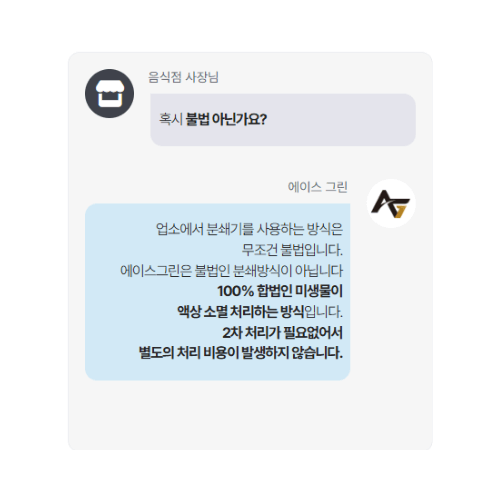 음식점 사장님
혹시 불법 아닌가요?
에이스 그린
업소에서 분쇄기를 사용하는 방식은
무조건 불법입니다.
에이스그린은 불법인 분쇄방식이 아닙니다
100% 합법인 미생물이
액상 소멸 처리하는 방식입니다.
2차 처리가 필요없어서
별도의 처리 비용이 발생하지 않습니다.